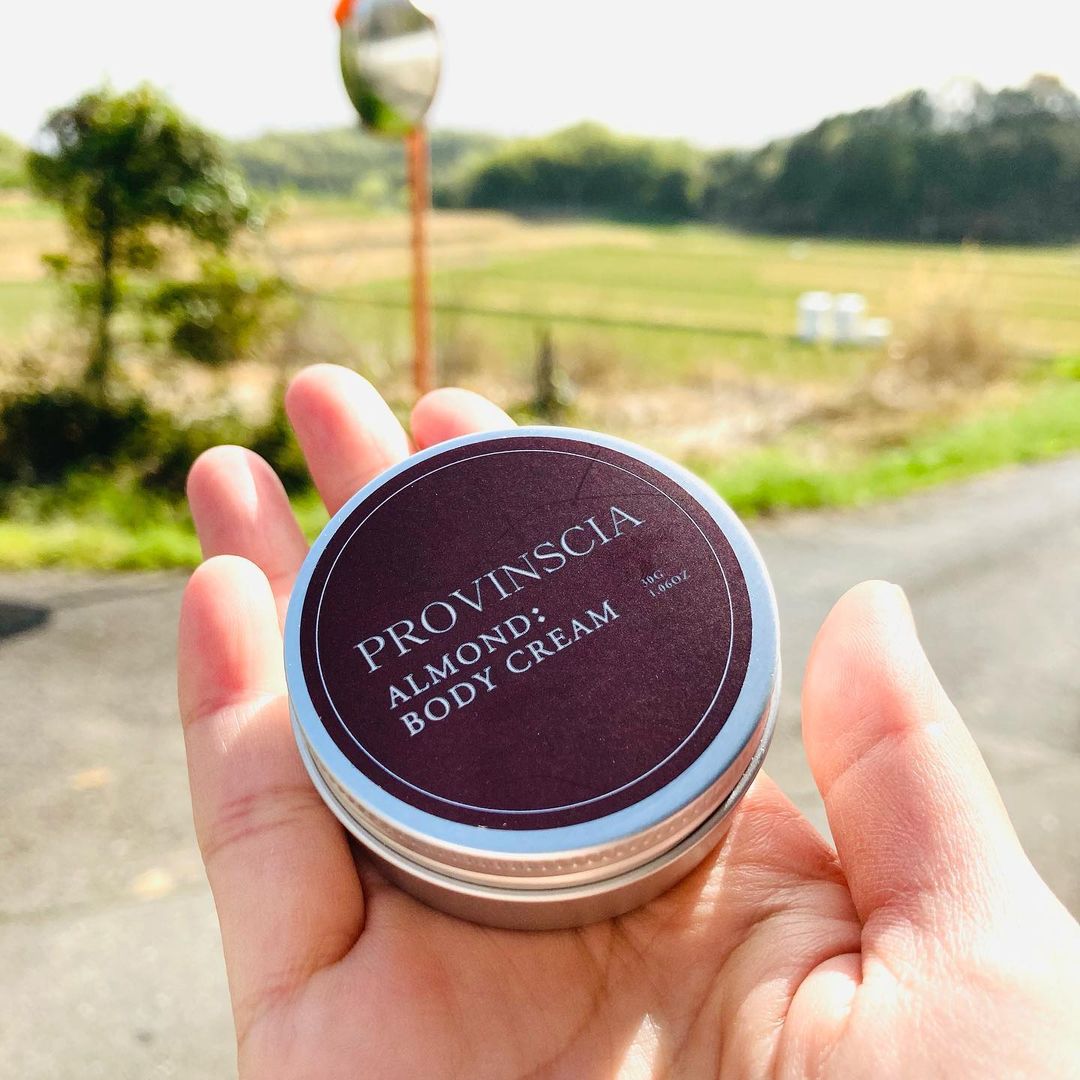 PROVINSCIA
ALMOND:
BODY CREAM
30G
1.06OZ